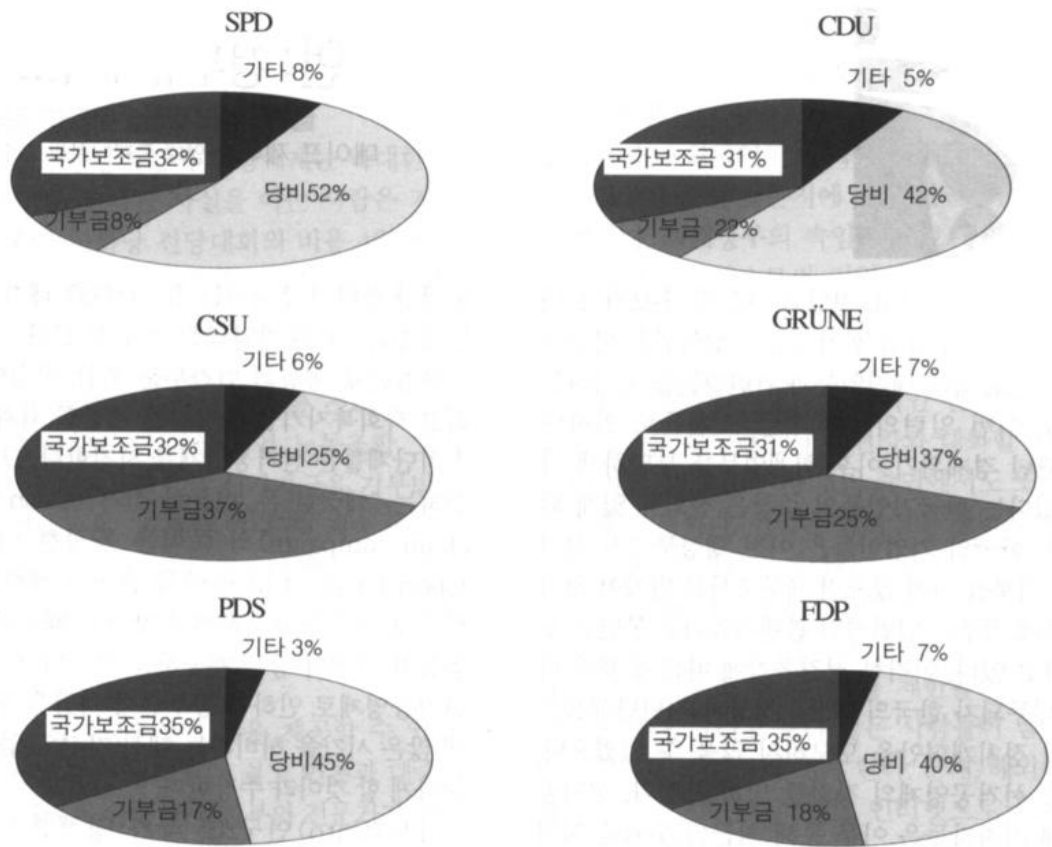 SPD
기타 8%
국가보조금32%
당비52%
기부금8%
CDU
기타 5%
국가보조금 31%
당비 42%
기부금 22%
CSU
기타 6%
국가보조금32%
당비25%
기부금37%
GRÜNE
기타 7%
국가보조금31%
당비37%
기부금25%
PDS
기타 3%
국가보조금35%
당비45%
기부금17%
FDP
기타 7%
국가보조금 35%
당비 40%
기부금 18%